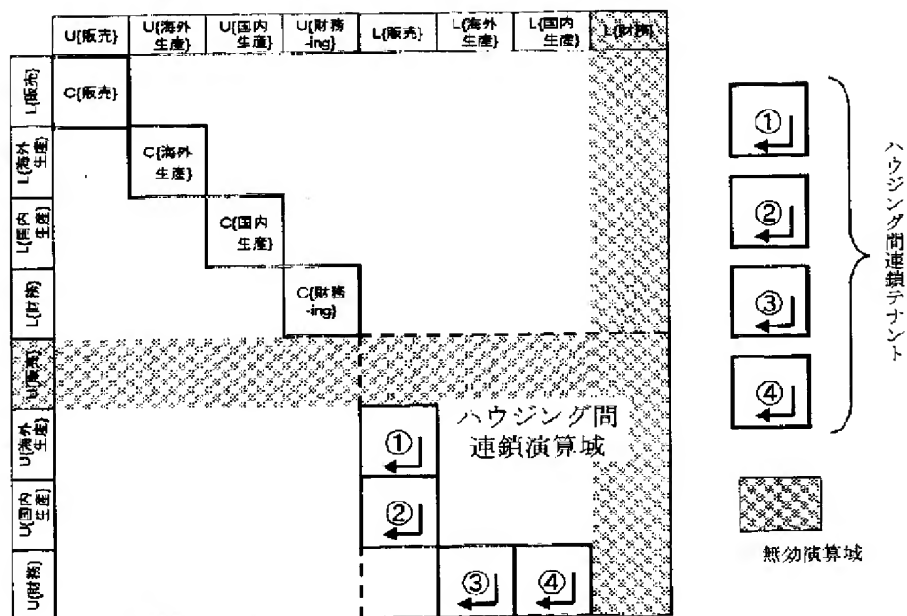 U{販売}
U{海外
生産}
U{国内
生産}
U{財務
-ing}
L{販売}
L{海外
生産}
L{国内
生産}
L{財務}
L{販売}
C{販売}
L{海外
生産}
C{海外
生産}
L{国内
生産}
C{国内
生産}
L{財務}
C{財務
-ing}
U{販売}
U{海外
生産}
①
ハウジング間
連鎖演算域
U{国内
生産}
②
U{財務}
③
④
①
②
③
④
ハウジング間連鎖テナント
無効演算域